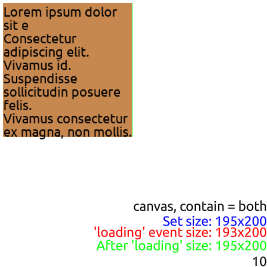 Lorem ipsum dolor
sit e
Consectetur
adipiscing elit.
Vivamus id.
Suspendisse
sollicitudin posuere
felis.
Vivamus consectetur
ex magna, non mollis.
canvas, contain = both
Set size: 195x200
'loading' event size: 193x200
After 'loading' size: 195x200
10